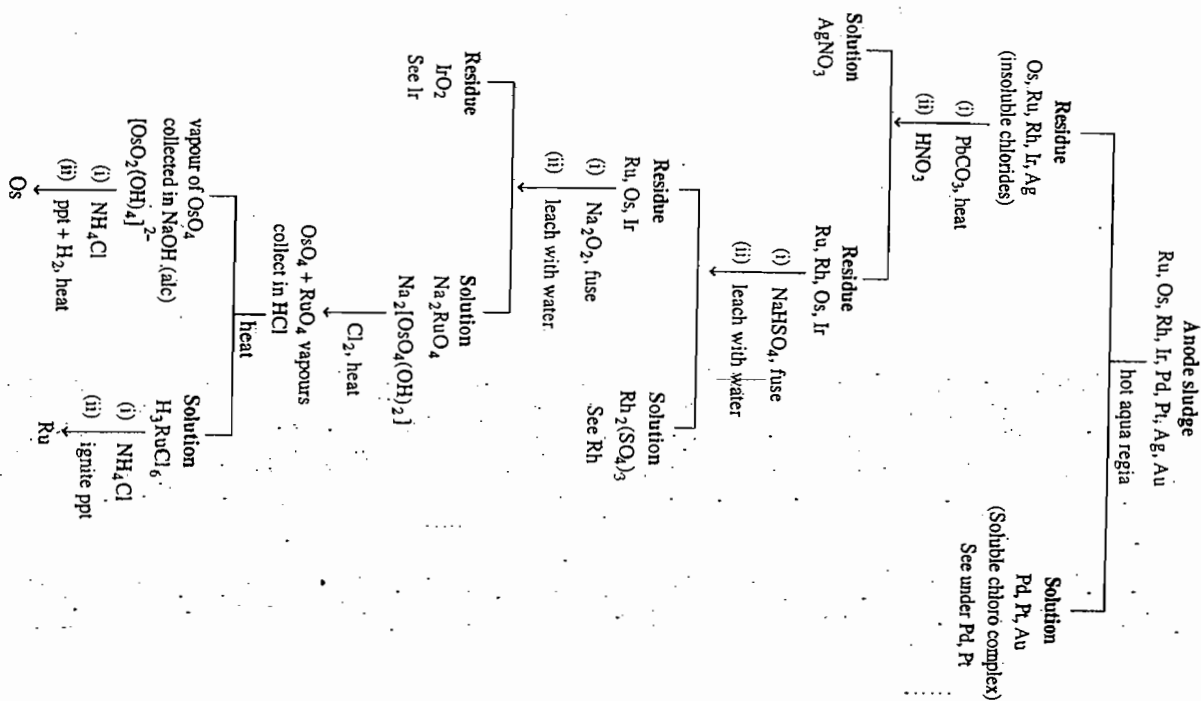 Anode sludge
Ru, Os, Rh, Ir, Pd, Pt, Ag, Au
hot aqua regia
Residue
Os, Ru, Rh, Ir, Ag
(insoluble chlorides)
(i) PbCO3, heat
(ii) HNO3
Solution
Pd, Pt, Au
(Soluble chloro complex)
See under Pd, Pt
Solution
AgNO3
Residue
Ru, Rh, Os, Ir
(i) NaHSO4, fuse
(ii) leach with water
Residue
Ru, Os, Ir
(i) Na2O2, fuse
(ii) leach with water
Solution
Rh2(SO4)3
See Rh
Residue
IrO2
See Ir
Solution
Na2RuO4
Na2[OsO4(OH)2]
Cl2, heat
OsO4 + RuO4 vapours
collect in HCl
heat
vapour of OsO4
collected in NaOH (alc)
[OsO2(OH)4]2-
(i) NH4Cl
(ii) ppt + H2, heat
Os
Solution
H3RuCl6
(i) NH4Cl
(ii) ignite ppt
Ru